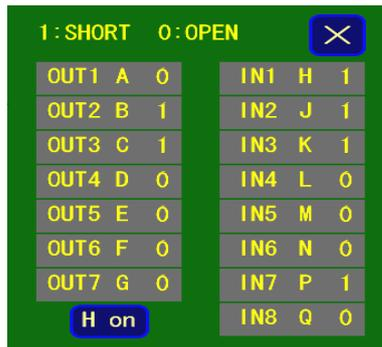 1:SHORT 0:OPEN X
OUT1 A 0 IN1 H 1
OUT2 B 1 IN2 J 1
OUT3 C 1 IN3 K 1
OUT4 D 0 IN4 L 0
OUT5 E 0 IN5 M 0
OUT6 F 0 IN6 N 0
OUT7 G 0 IN7 P 1
H on IN8 Q 0